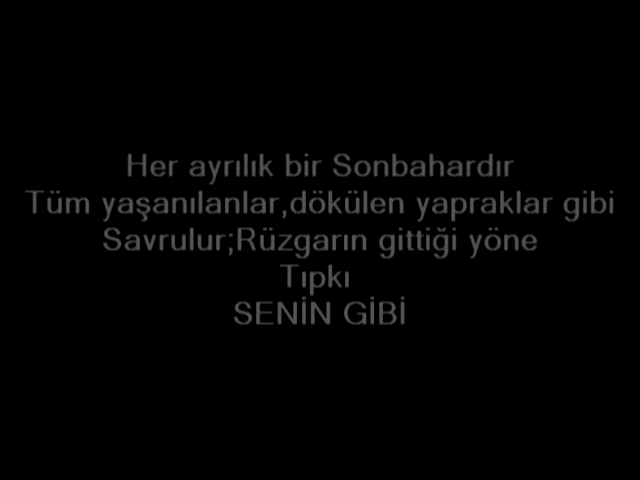 Her ayrılık bir Sonbahardır
Tüm yaşanılanlar,dökülen yapraklar gibi
Savrulur;Rüzgarın gittiği yöne
Tıpkı
SENİN GİBİ